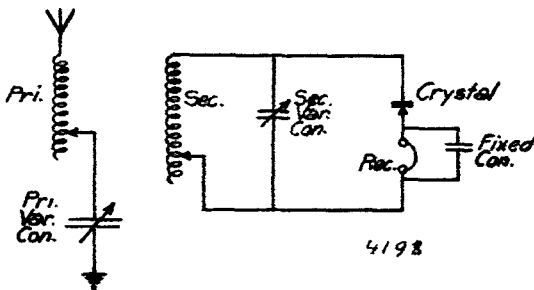 Pri.
Sec.
Sec.
Var.
Con.
Crystal
Rec.
Fixed
Con.
Pri.
Var.
Con.
4198